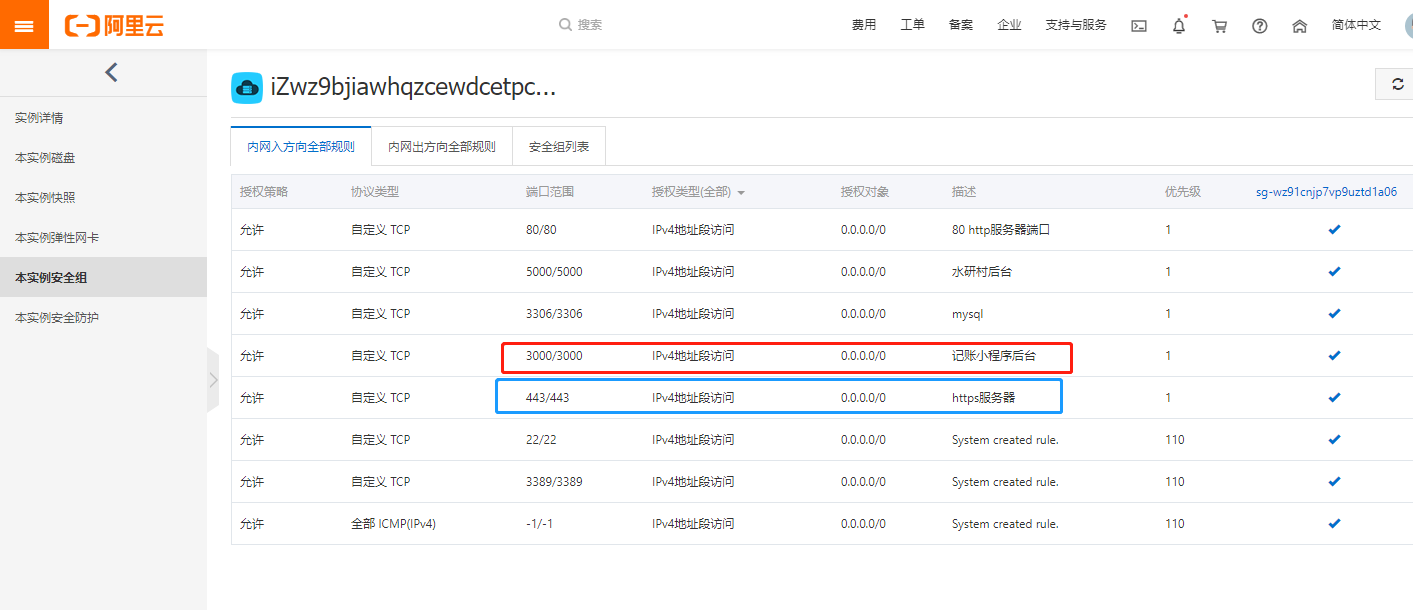 阿里云 搜索 费用 工单 备案 企业 支持与服务 简体中文
iZwz9bjiawhqzcewdcetpc...
实例详情
本实例磁盘
本实例快照
本实例弹性网卡
本实例安全组
本实例安全防护
内网入方向全部规则 内网出方向全部规则 安全组列表
授权策略 协议类型 端口范围 授权类型(全部) 授权对象 描述 优先级 sg-wz91cnjp7vp9uztd1a06
允许 自定义 TCP 80/80 IPv4地址段访问 0.0.0.0/0 80 http服务器端口 1
允许 自定义 TCP 5000/5000 IPv4地址段访问 0.0.0.0/0 水研村后台 1
允许 自定义 TCP 3306/3306 IPv4地址段访问 0.0.0.0/0 mysql 1
允许 自定义 TCP 3000/3000 IPv4地址段访问 0.0.0.0/0 记账小程序后台 1
允许 自定义 TCP 443/443 IPv4地址段访问 0.0.0.0/0 https服务器 1
允许 自定义 TCP 22/22 IPv4地址段访问 0.0.0.0/0 System created rule. 110
允许 自定义 TCP 3389/3389 IPv4地址段访问 0.0.0.0/0 System created rule. 110
允许 全部 ICMP(IPv4) -1/-1 IPv4地址段访问 0.0.0.0/0 System created rule. 110